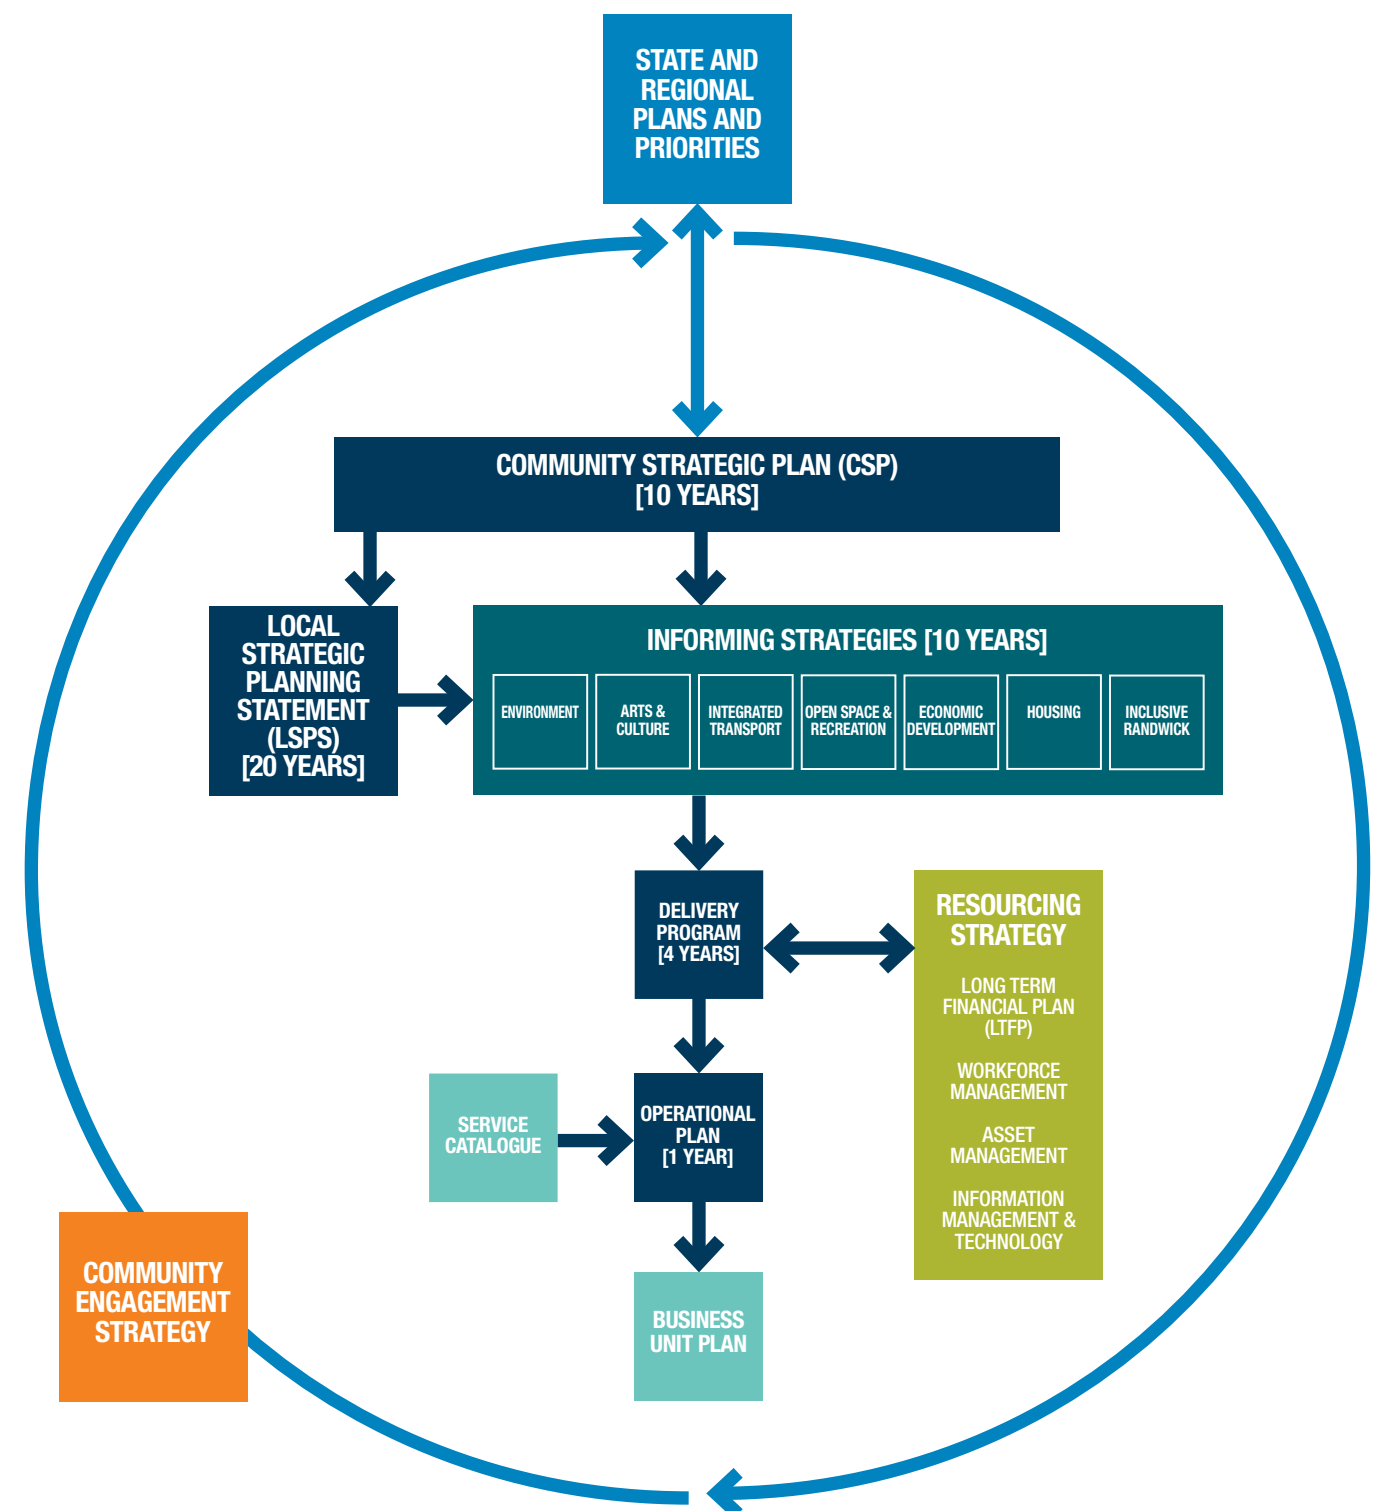 STATE AND
REGIONAL
PLANS AND
PRIORITIES
COMMUNITY STRATEGIC PLAN (CSP)
[10 YEARS]
LOCAL
STRATEGIC
PLANNING
STATEMENT
(LSPS)
[20 YEARS]
INFORMING STRATEGIES [10 YEARS]
ENVIRONMENT
ARTS &
CULTURE
INTEGRATED
TRANSPORT
OPEN SPACE &
RECREATION
ECONOMIC
DEVELOPMENT
HOUSING
INCLUSIVE
RANDWICK
DELIVERY
PROGRAM
[4 YEARS]
RESOURCING
STRATEGY
LONG TERM
FINANCIAL PLAN
(LTFP)
WORKFORCE
MANAGEMENT
ASSET
MANAGEMENT
INFORMATION
MANAGEMENT &
TECHNOLOGY
SERVICE
CATALOGUE
OPERATIONAL
PLAN
[1 YEAR]
COMMUNITY
ENGAGEMENT
STRATEGY
BUSINESS
UNIT PLAN